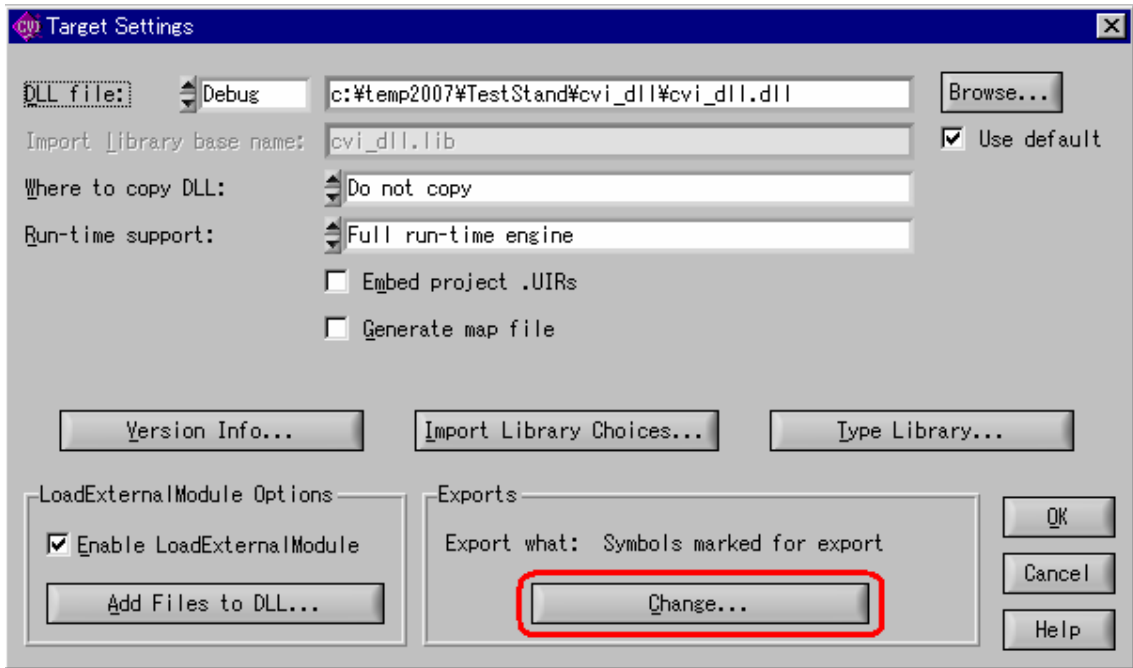 CVI Target Settings
DLL file: Debug c:¥temp2007¥TestStand¥cvi_dll¥cvi_dll.dll Browse...
Import Library base name: cvi_dll.lib Use default
Where to copy DLL: Do not copy
Run-time support: Full run-time engine
Embed project .UIRs
Generate map file
Version Info... Import Library Choices... Type Library...
LoadExternalModule Options
Enable LoadExternalModule
Add Files to DLL...
Exports
Export what: Symbols marked for export
Change...
OK
Cancel
Help